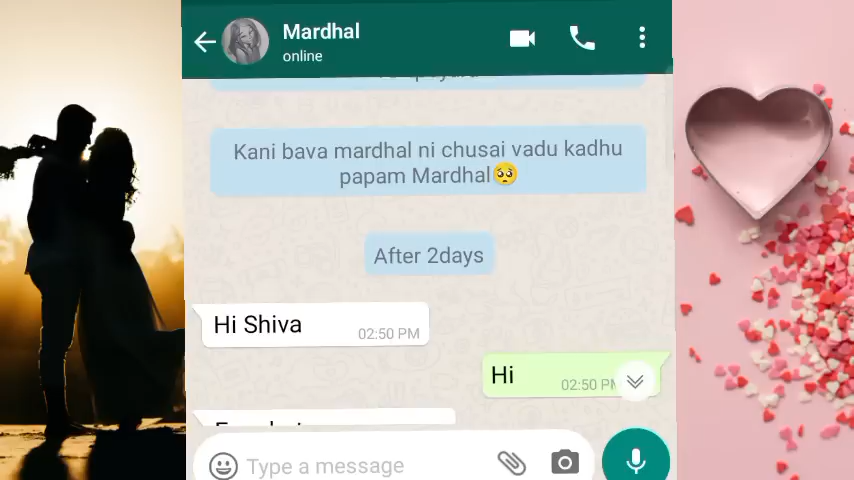 Mardhal
online
Kani bava mardhal ni chusai vadu kadhu
papam Mardhal🥺
After 2days
Hi Shiva
02:50 PM
Hi
02:50 PM
Type a message